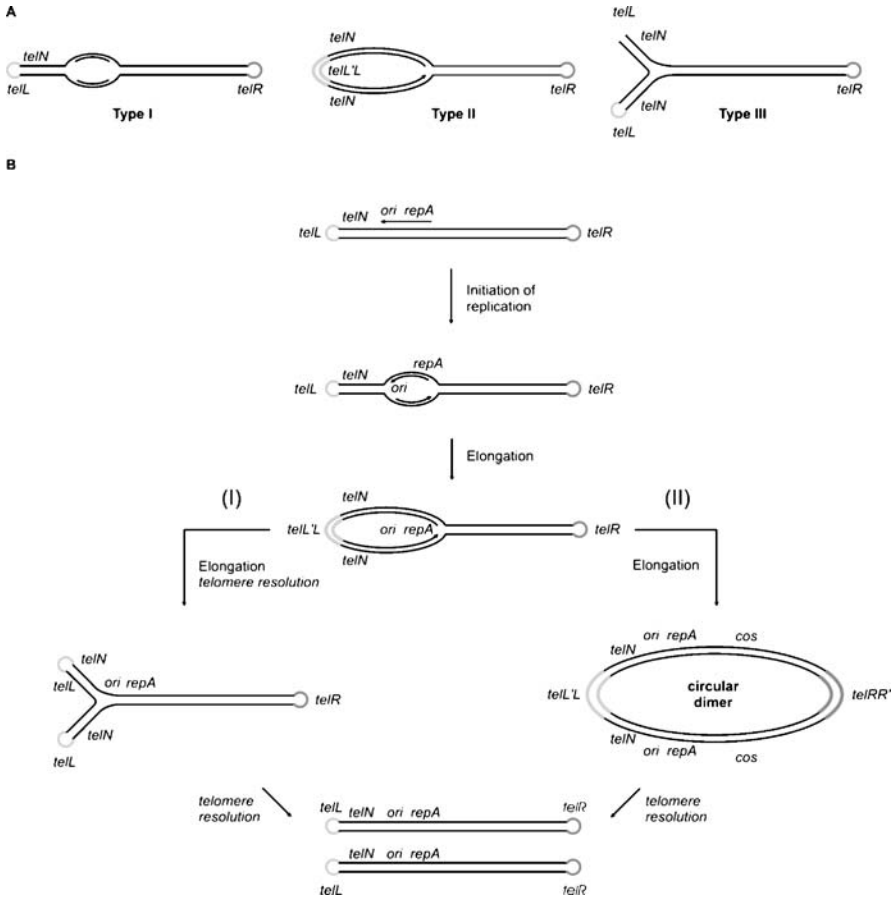 A
telL
telN
telN
telN
telL'L
telL
telR
telN
telR
telN
telR
telL
Type I
Type II
Type III
B
ori repA
telN
telL
telR
Initiation of
replication
repA
telN
telL
ori
telR
Elongation
(I)
telN
(II)
telL'L
ori repA
telR
telN
Elongation
telomere resolution
Elongation
telN
ori repA
telL
telR
telN
telL
ori repA
cos
telN
telL'L
circular
dimer
telRR'
telN
ori repA
cos
telomere
resolution
telL
telN ori repA
telR
telomere
resolution
telN ori repA
telL
telR